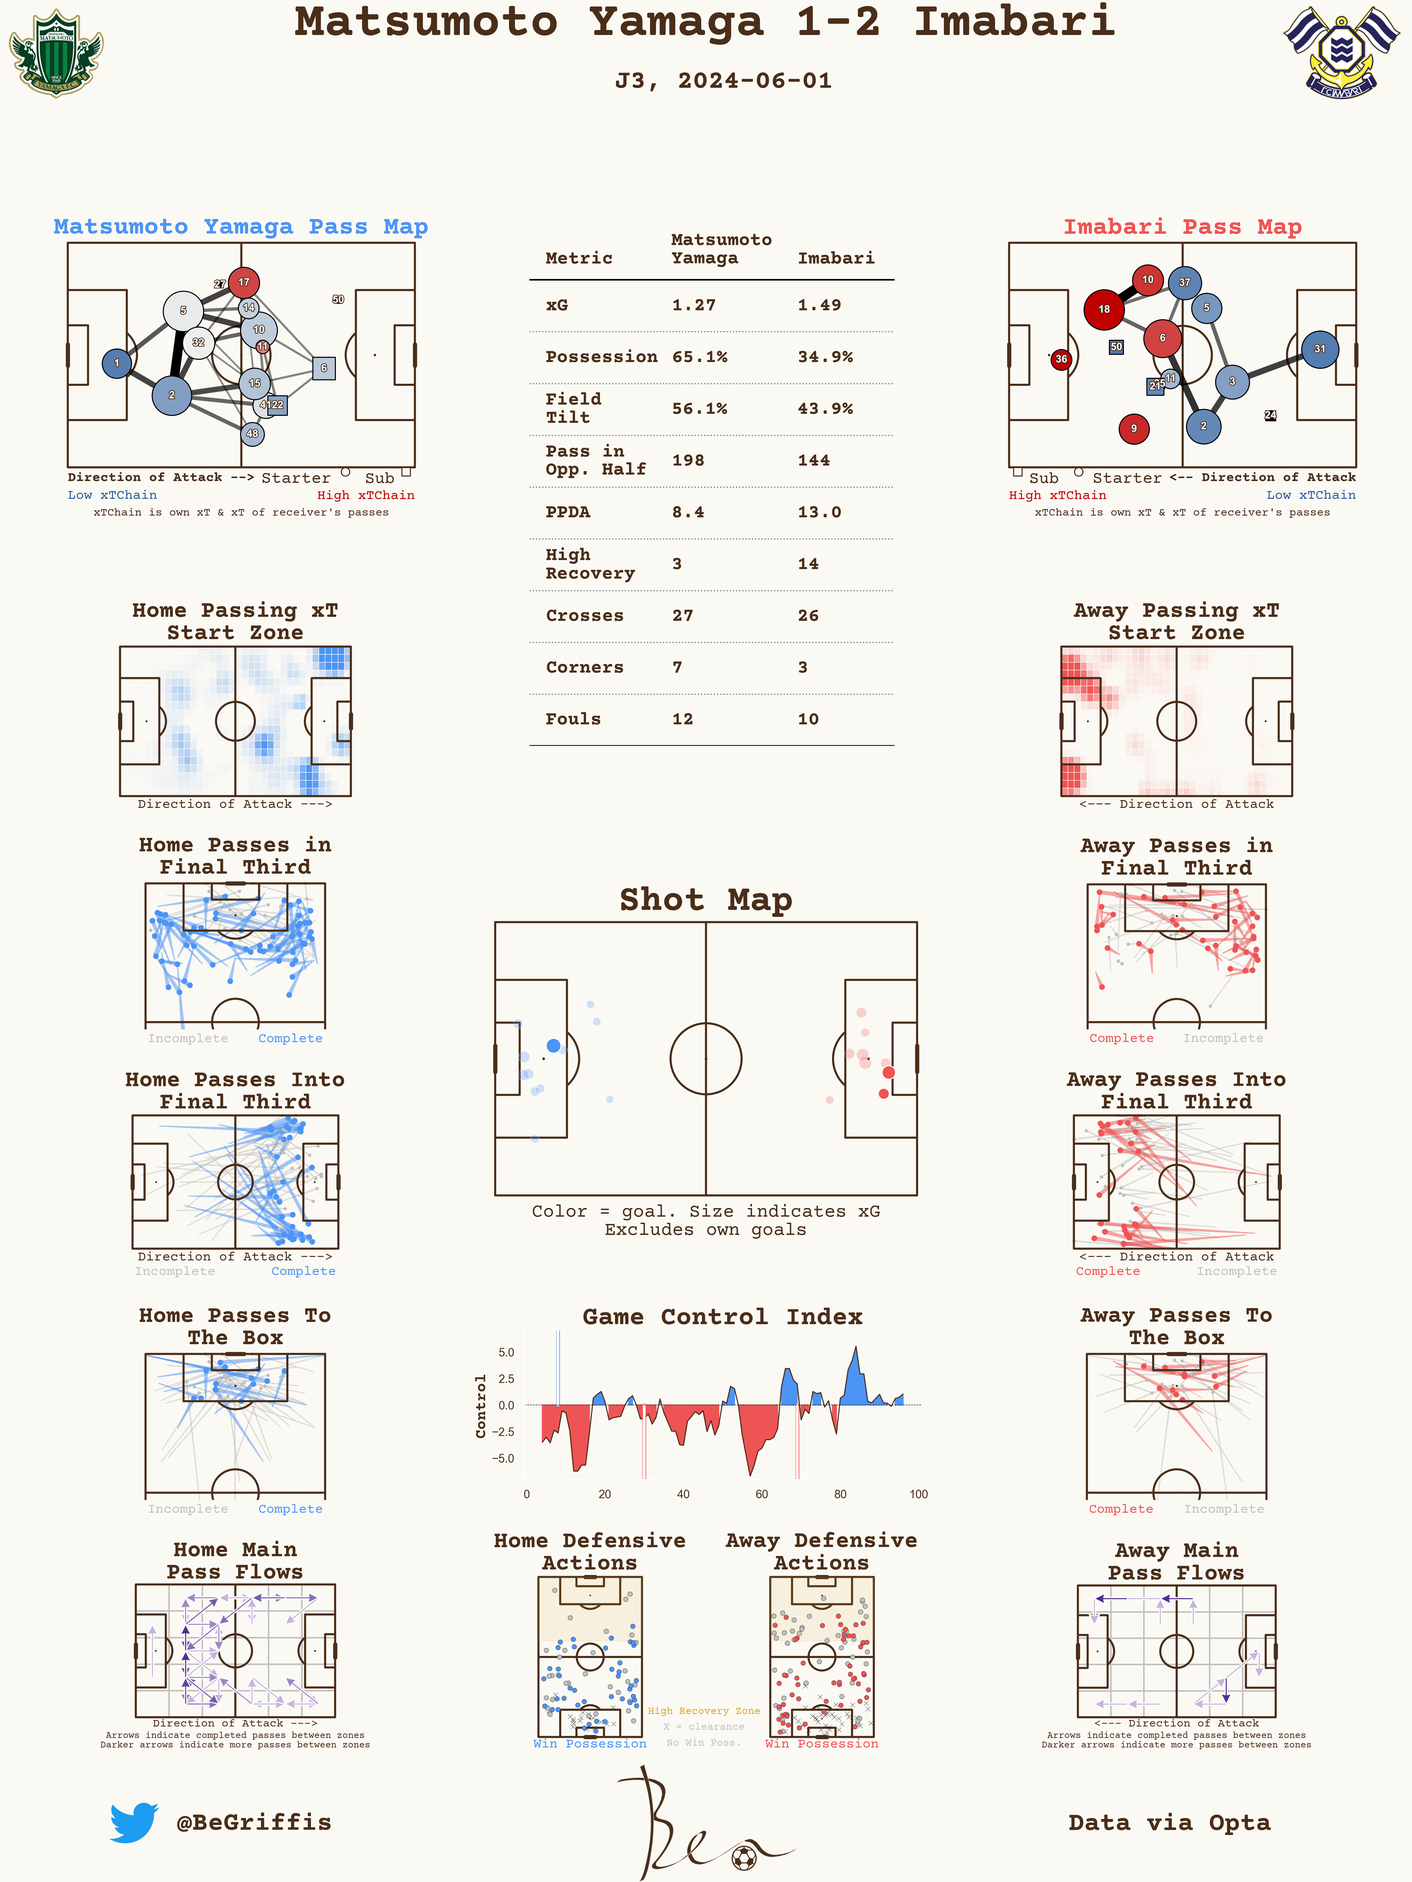 Matsumoto Yamaga 1-2 Imabari
J3, 2024-06-01
Matsumoto Yamaga Pass Map
27
17
50
5
14
10
32
11
1
6
15
2
22
48
Direction of Attack --> Starter Sub
Low xTChain High xTChain
xTChain is own xT & xT of receiver's passes
Metric Matsumoto Yamaga Imabari
xG 1.27 1.49
Possession 65.1% 34.9%
Field Tilt 56.1% 43.9%
Pass in Opp. Half 198 144
PPDA 8.4 13.0
High Recovery 3 14
Crosses 27 26
Corners 7 3
Fouls 12 10
Imabari Pass Map
10
37
18
5
6
50
31
36
11
3
21
24
9
2
Sub Starter <-- Direction of Attack
High xTChain Low xTChain
xTChain is own xT & xT of receiver's passes
Home Passing xT
Start Zone
Direction of Attack --->
Away Passing xT
Start Zone
<--- Direction of Attack
Home Passes in
Final Third
Incomplete Complete
Away Passes in
Final Third
Complete Incomplete
Shot Map
Color = goal. Size indicates xG
Excludes own goals
Home Passes Into
Final Third
Direction of Attack --->
Incomplete Complete
Away Passes Into
Final Third
<--- Direction of Attack
Complete Incomplete
Home Passes To
The Box
Incomplete Complete
Game Control Index
Control
5.0
2.5
0.0
−2.5
−5.0
0 20 40 60 80 100
Away Passes To
The Box
Complete Incomplete
Home Main
Pass Flows
Direction of Attack --->
Arrows indicate completed passes between zones
Darker arrows indicate more passes between zones
Home Defensive
Actions
Win Possession
Away Defensive
Actions
Win Possession
High Recovery Zone
X = clearance
No Win Poss.
Away Main
Pass Flows
<--- Direction of Attack
Arrows indicate completed passes between zones
Darker arrows indicate more passes between zones
@BeGriffis
Ben
Data via Opta